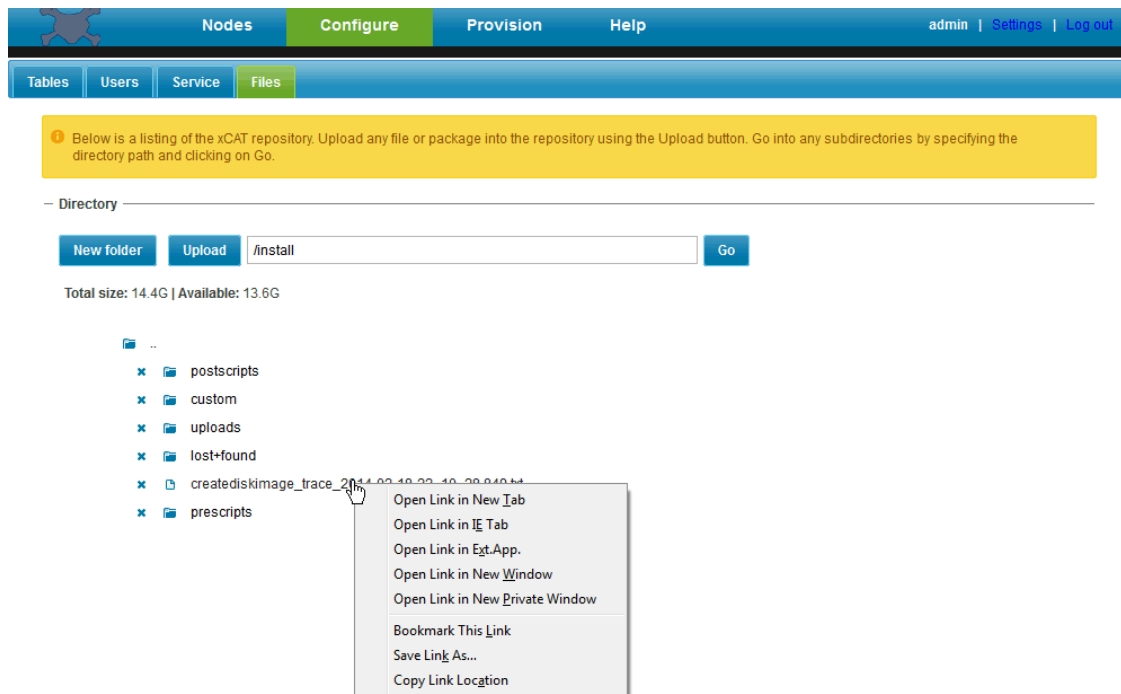 Nodes Configure Provision Help admin | Settings | Log out
Tables Users Service Files
Below is a listing of the xCAT repository. Upload any file or package into the repository using the Upload button. Go into any subdirectories by specifying the
directory path and clicking on Go.
Directory
New folder Upload /install Go
Total size: 14.4G | Available: 13.6G
..
postscripts
custom
uploads
lost+found
creatediskimage_trace_2014-02-18-22
prescripts
Open Link in New Tab
Open Link in IE Tab
Open Link in Ext.App.
Open Link in New Window
Open Link in New Private Window
Bookmark This Link
Save Link As...
Copy Link Location